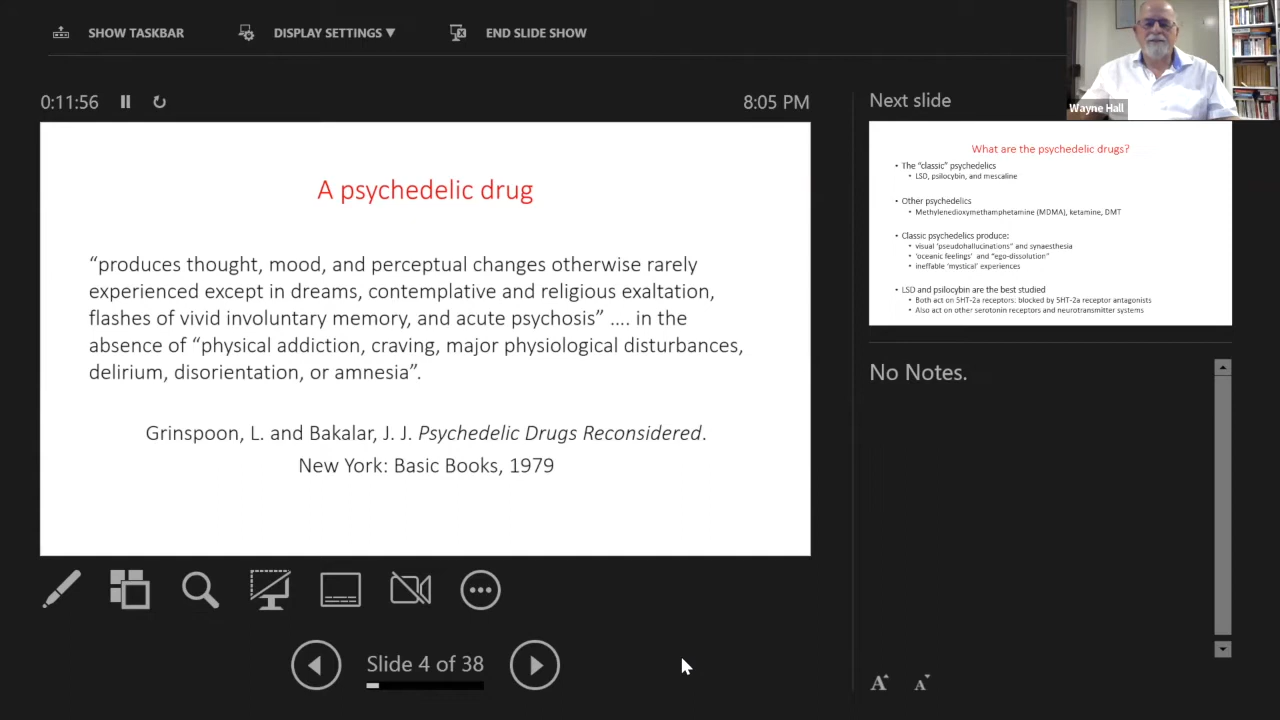 SHOW TASKBAR
DISPLAY SETTINGS ▼
END SLIDE SHOW
0:11:56
8:05 PM
A psychedelic drug
“produces thought, mood, and perceptual changes otherwise rarely
experienced except in dreams, contemplative and religious exaltation,
flashes of vivid involuntary memory, and acute psychosis” .... in the
absence of “physical addiction, craving, major physiological disturbances,
delirium, disorientation, or amnesia”.
Grinspoon, L. and Bakalar, J. J. Psychedelic Drugs Reconsidered.
New York: Basic Books, 1979
Slide 4 of 38
Next slide
Wayne Hall
What are the psychedelic drugs?
• The “classic” psychedelics
• LSD, psilocybin, and mescaline
• Other psychedelics
• Methylenedioxymethamphetamine (MDMA), ketamine, DMT
• Classic psychedelics produce:
• visual ‘pseudohallucinations” and synaesthesia
• ‘oceanic feelings’ and “ego-dissolution”
• ineffable ‘mystical’ experiences
• LSD and psilocybin are the best studied
• Both act on 5HT-2a receptors: blocked by 5HT-2a receptor antagonists
• Also act on other serotonin receptors and neurotransmitter systems
No Notes.
A A